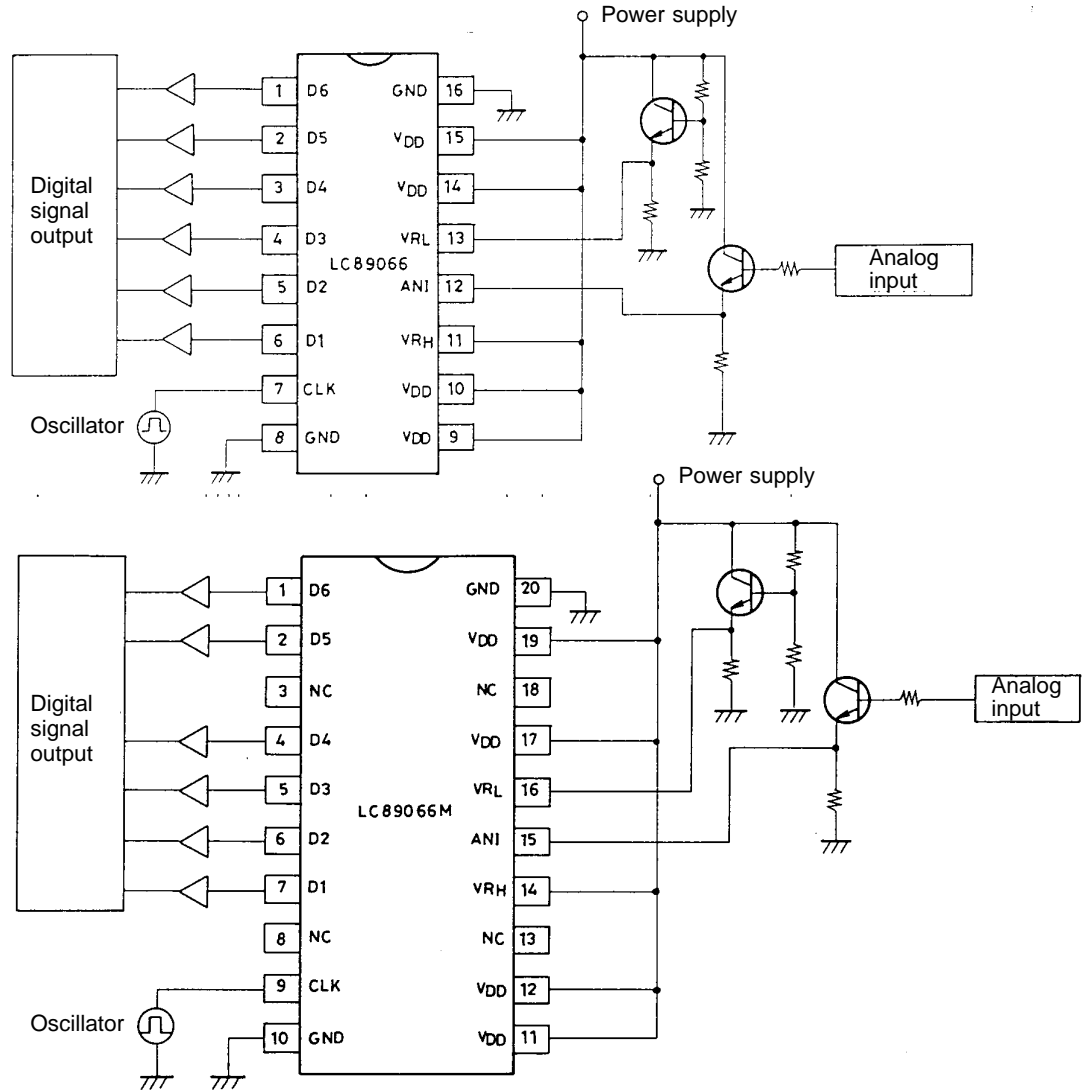 Power supply
1 D6 GND 16
2 D5 VDD 15
Digital
signal
output
3 D4 VDD 14
4 D3 VRL 13
LC89066
5 D2 ANI 12
Analog
input
6 D1 VRH 11
7 CLK VDD 10
Oscillator
8 GND VDD 9
Power supply
1 D6 GND 20
2 D5 VDD 19
3 NC NC 18
Digital
signal
output
4 D4 VDD 17
5 D3 VRL 16
LC89066M
6 D2 ANI 15
Analog
input
7 D1 VRH 14
8 NC NC 13
9 CLK VDD 12
Oscillator
10 GND VDD 11